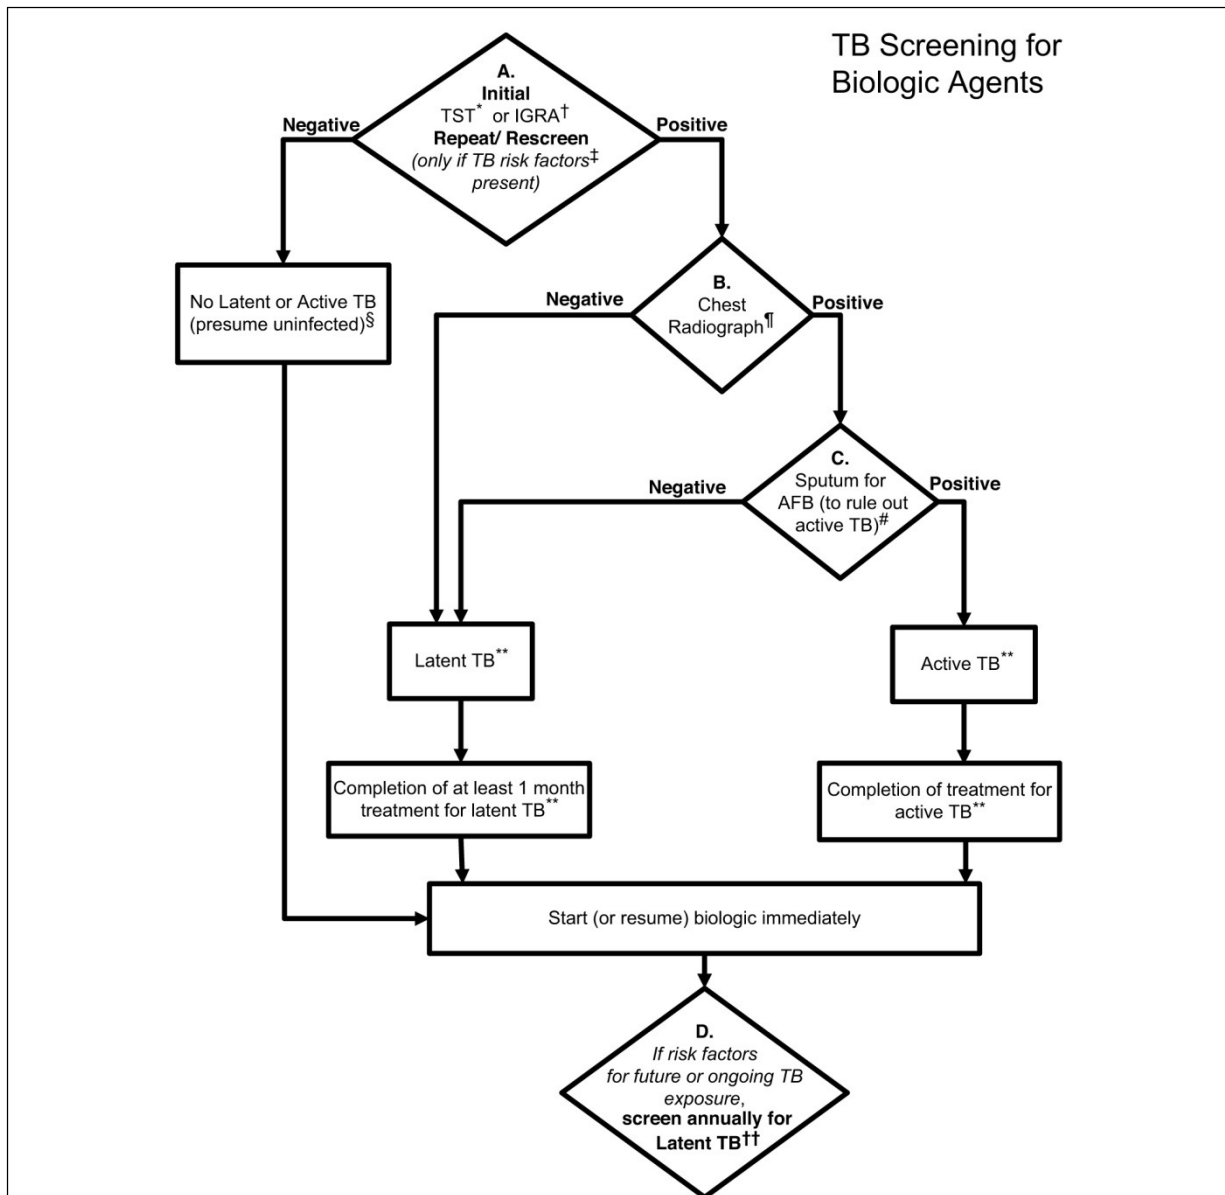 TB Screening for
Biologic Agents
A.
Initial
TST* or IGRA†
Repeat/ Rescreen
(only if TB risk factors‡
present)
Negative
Positive
No Latent or Active TB
(presume uninfected)§
B.
Chest
Radiograph¶
Negative
Positive
C.
Sputum for
AFB (to rule out
active TB)#
Negative
Positive
Latent TB**
Active TB**
Completion of at least 1 month
treatment for latent TB**
Completion of treatment for
active TB**
Start (or resume) biologic immediately
D.
If risk factors
for future or ongoing TB
exposure,
screen annually for
Latent TB††